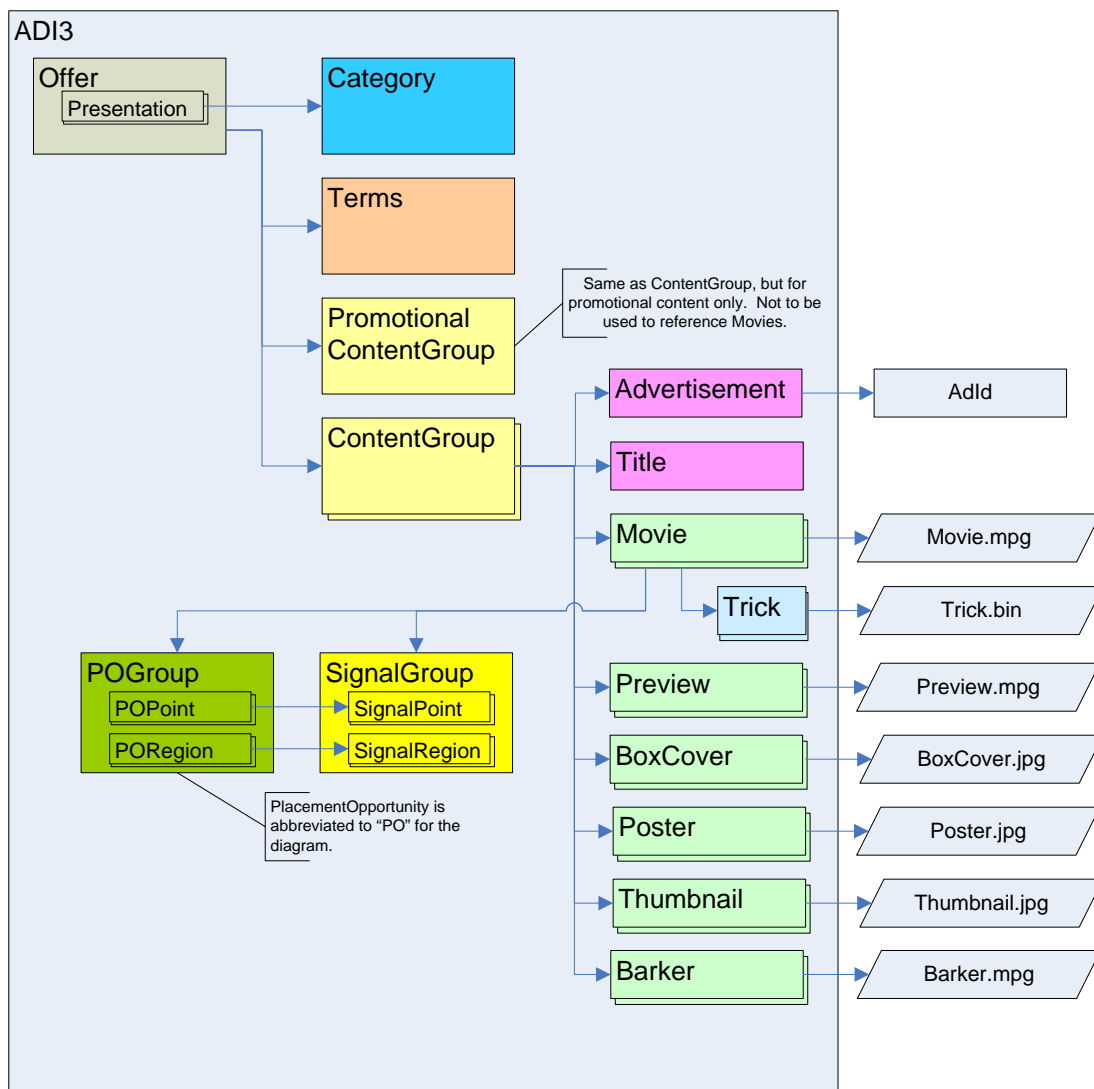 ADI3
Offer
Presentation
Category
Terms
Promotional
ContentGroup
Same as ContentGroup, but for
promotional content only.  Not to be
used to reference Movies.
ContentGroup
Advertisement
AdId
Title
Movie
Movie.mpg
Trick
Trick.bin
POGroup
POPoint
PORegion
SignalGroup
SignalPoint
SignalRegion
PlacementOpportunity is
abbreviated to “PO” for the
diagram.
Preview
Preview.mpg
BoxCover
BoxCover.jpg
Poster
Poster.jpg
Thumbnail
Thumbnail.jpg
Barker
Barker.mpg